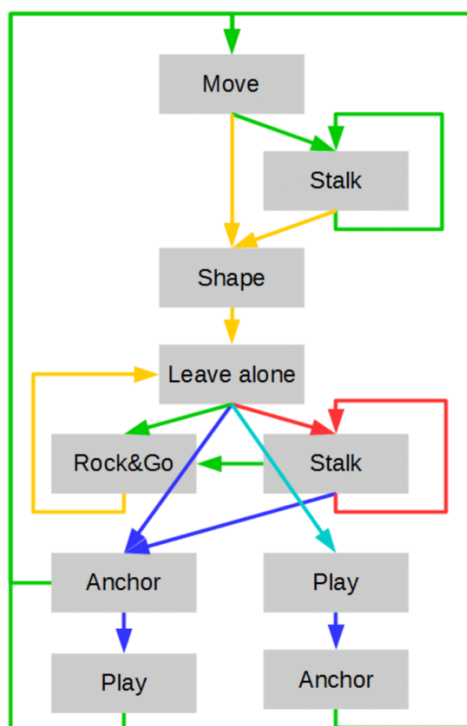 Move
Stalk
Shape
Leave alone
Rock&Go
Stalk
Anchor
Play
Play
Anchor